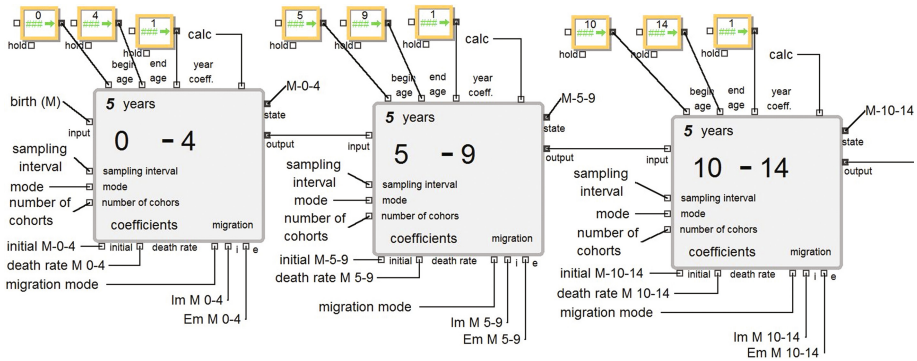 0
###
hold
4
###
hold
1
###
hold
calc
begin age
end age
year coeff.
birth (M)
input
M-0-4
state
output
5 years
0 - 4
sampling interval
sampling interval
mode
mode
number of cohorts
number of cohors
coefficients
migration
initial M-0-4
initial
death rate
i
e
death rate M 0-4
migration mode
Im M 0-4
Em M 0-4
5
###
hold
9
###
hold
1
###
hold
calc
begin age
end age
year coeff.
input
M-5-9
state
output
5 years
5 - 9
sampling interval
sampling interval
mode
mode
number of cohorts
number of cohors
coefficients
migration
initial M-5-9
initial
death rate
i
e
death rate M 5-9
migration mode
Im M 5-9
Em M 5-9
10
###
hold
14
###
hold
1
###
hold
calc
begin age
end age
year coeff.
input
M-10-14
state
output
5 years
10 - 14
sampling interval
sampling interval
mode
mode
number of cohorts
number of cohors
coefficients
migration
initial M-10-14
initial
death rate
i
e
death rate M 10-14
migration mode
Im M 10-14
Em M 10-14